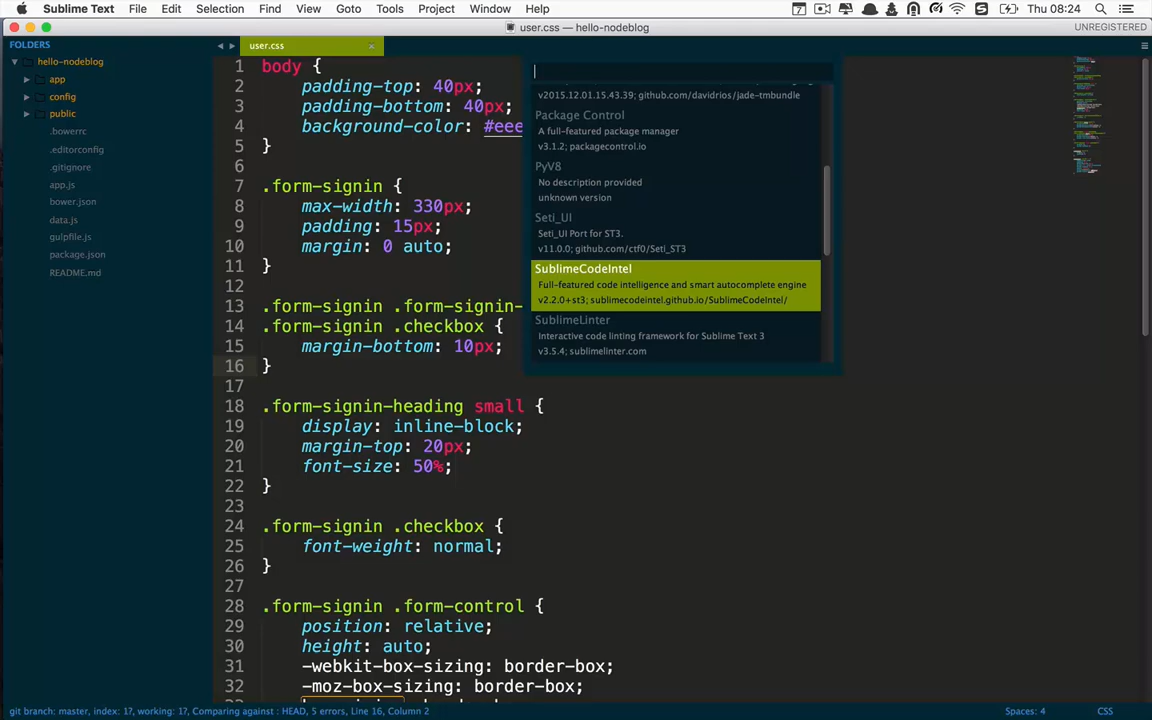 Sublime Text File Edit Selection Find View Goto Tools Project Window Help Thu 08:24
user.css — hello-nodeblog UNREGISTERED
FOLDERS
hello-nodeblog
app
config
public
.bowerrc
.editorconfig
.gitignore
app.js
bower.json
data.js
gulpfile.js
package.json
README.md
user.css ×
1 body {
2 padding-top: 40px;
3 padding-bottom: 40px;
4 background-color: #eee
5 }
6
7 .form-signin {
8 max-width: 330px;
9 padding: 15px;
10 margin: 0 auto;
11 }
12
13 .form-signin .form-signin-
14 .form-signin .checkbox {
15 margin-bottom: 10px;
16 }
17
18 .form-signin-heading small {
19 display: inline-block;
20 margin-top: 20px;
21 font-size: 50%;
22 }
23
24 .form-signin .checkbox {
25 font-weight: normal;
26 }
27
28 .form-signin .form-control {
29 position: relative;
30 height: auto;
31 -webkit-box-sizing: border-box;
32 -moz-box-sizing: border-box;
v2015.12.01.15.43.39; github.com/davidrios/jade-tmbundle
Package Control
A full-featured package manager
v3.1.2; packagecontrol.io
PyV8
No description provided
unknown version
Seti_UI
Seti_UI Port for ST3.
v11.0.0; github.com/ctf0/Seti_ST3
SublimeCodeIntel
Full-featured code intelligence and smart autocomplete engine
v2.2.0+st3; sublimecodeintel.github.io/SublimeCodeIntel/
SublimeLinter
Interactive code linting framework for Sublime Text 3
v3.5.4; sublimelinter.com
git branch: master, index: 17, working: 17, Comparing against : HEAD, 5 errors, Line 16, Column 2 Spaces: 4 CSS